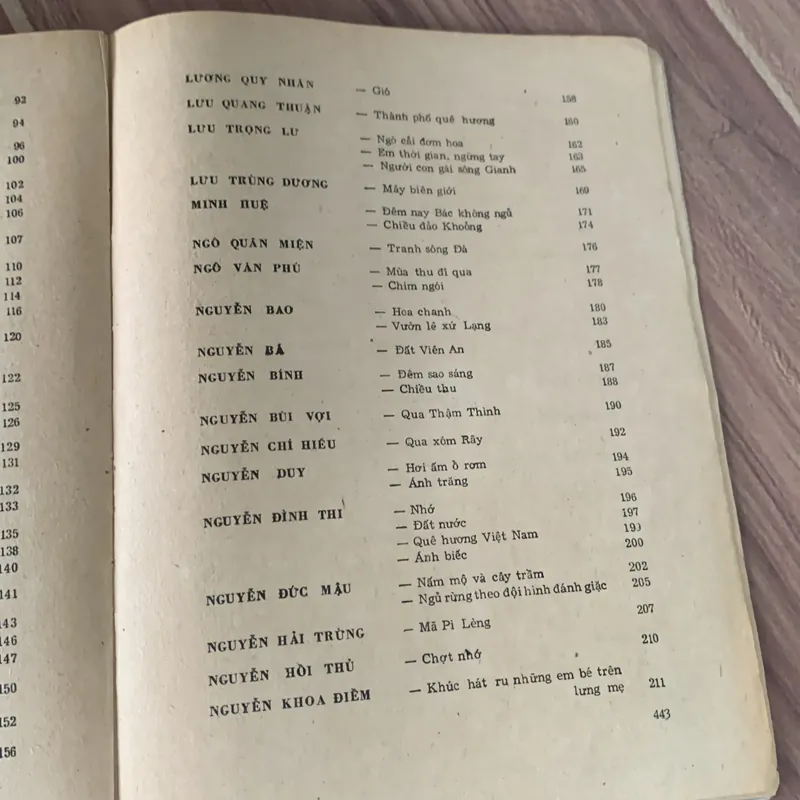 92
94
96
100
102
104
106
107
110
112
114
116
120
122
125
126
129
131
132
133
135
138
140
141
143
146
147
150
152
156
LƯƠNG QUY NHÂN — Gió 158
LƯU QUANG THUẬN — Thành phố quê hương 160
LƯU TRỌNG LƯ — Ngô cải đơm hoa 162
— Em thời gian, ngừng tay 163
— Người con gái sông Gianh 165
LƯU TRÙNG DƯƠNG — Mây biên giới 169
MINH HUỆ — Đêm nay Bác không ngủ 171
— Chiều đảo Khoỏng 174
NGÔ QUÂN MIỆN — Tranh sông Đà 176
NGÔ VĂN PHÚ — Mùa thu đi qua 177
— Chim ngói 178
NGUYỄN BAO — Hoa chanh 180
— Vườn lê xứ Lạng 183
NGUYỄN BÁ — Đất Viên An 185
NGUYỄN BÍNH — Đêm sao sáng 187
— Chiều thu 188
NGUYỄN BÙI VỢI — Qua Thậm Thình 190
NGUYỄN CHÍ HIẾU — Qua xóm Rẫy 192
NGUYỄN DUY — Hơi ấm ổ rơm 194
— Ánh trăng 195
NGUYỄN ĐÌNH THI — Nhớ 196
— Đất nước 197
— Quê hương Việt Nam 199
— Ánh biếc 200
NGUYỄN ĐỨC MẬU — Nấm mộ và cây trầm 202
— Ngủ rừng theo đội hình đánh giặc 205
NGUYỄN HẢI TRỪNG — Mã Pì Lèng 207
NGUYỄN HỒI THỦ — Chợt nhớ 210
NGUYỄN KHOA ĐIỀM — Khúc hát ru những em bé trên
lưng mẹ 211
443